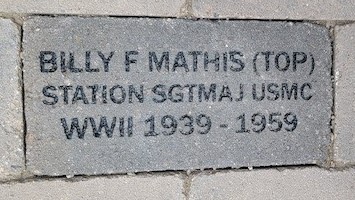 BILLY F MATHIS (TOP)
STATION SGTMAJ USMC
WWII 1939 - 1959